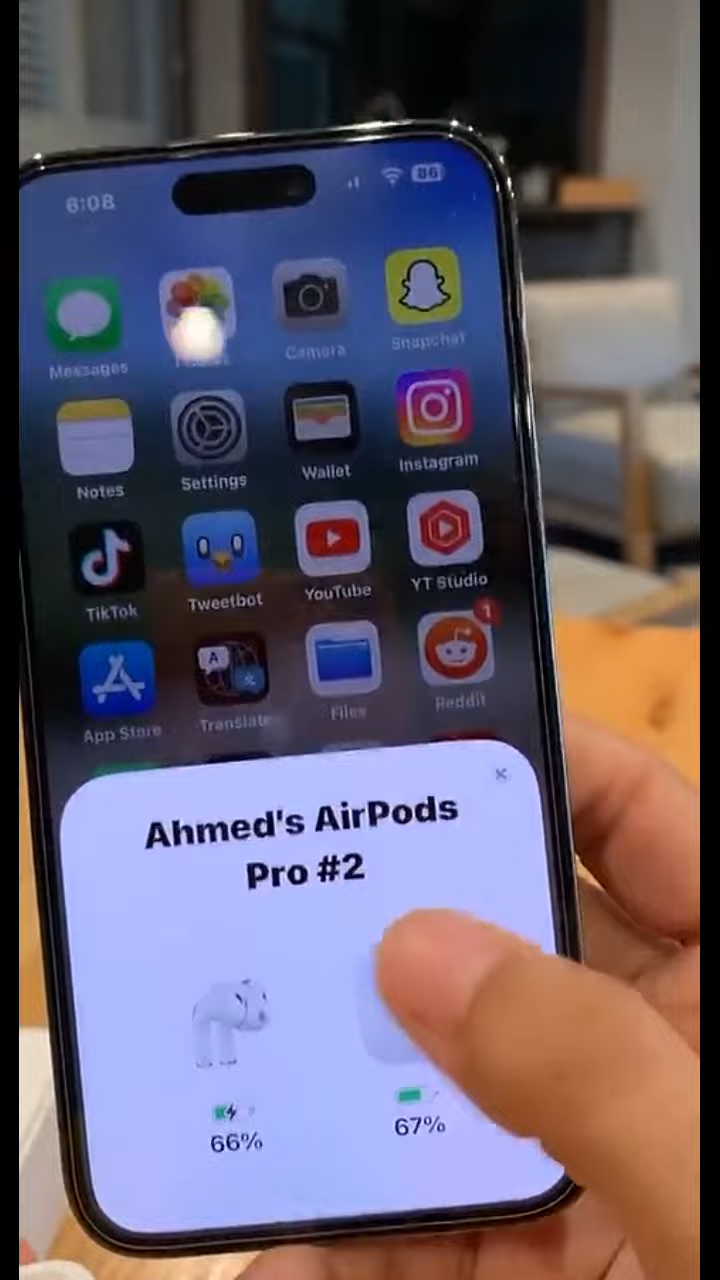 6:08
86
Messages
Camera
Snapchat
Notes
Settings
Wallet
Instagram
TikTok
Tweetbot
YouTube
YT Studio
1
A
文
App Store
Translate
Files
Reddit
Ahmed's AirPods
Pro #2
66%
67%